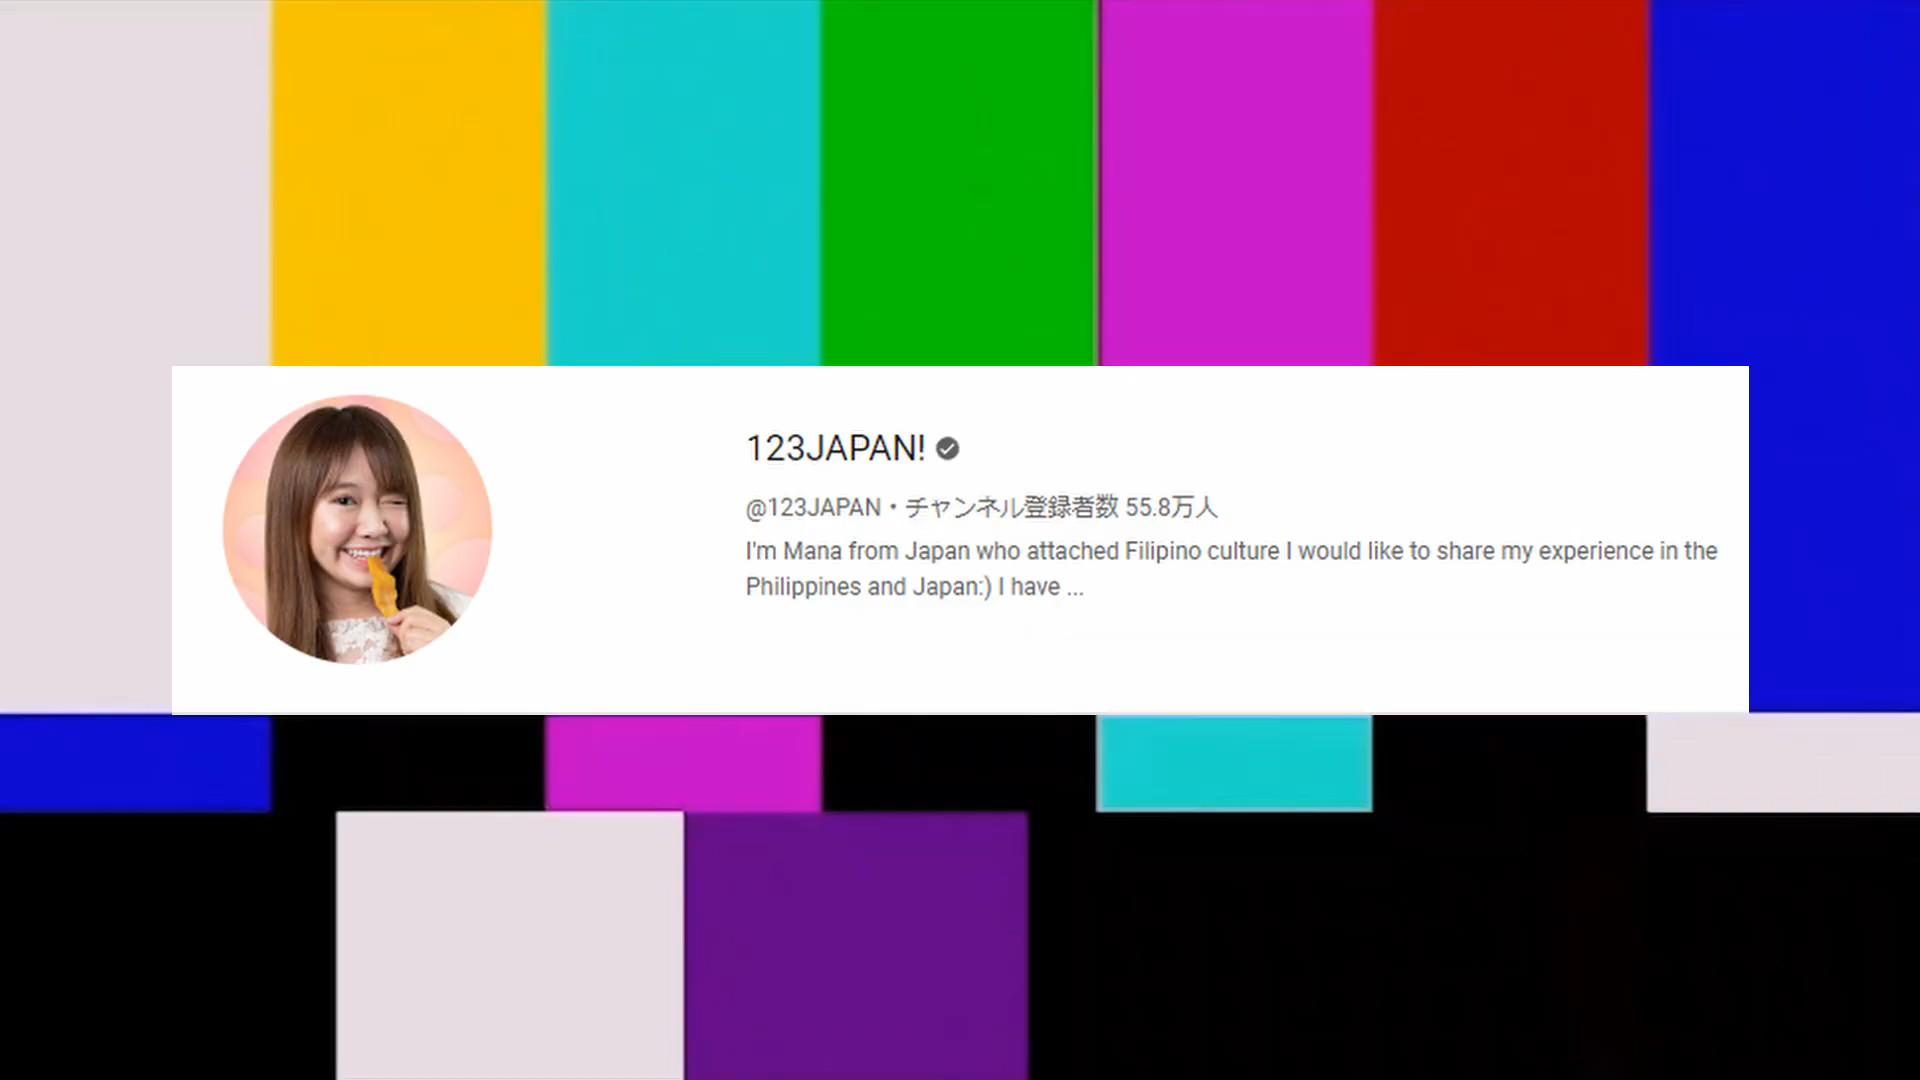 123JAPAN!
@123JAPAN・チャンネル登録者数 55.8万人
I'm Mana from Japan who attached Filipino culture I would like to share my experience in the
Philippines and Japan:) I have ...